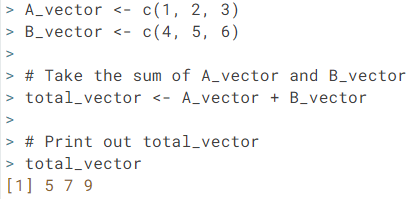 > A_vector <- c(1, 2, 3)
> B_vector <- c(4, 5, 6)
>
> # Take the sum of A_vector and B_vector
> total_vector <- A_vector + B_vector
>
> # Print out total_vector
> total_vector
[1] 5 7 9